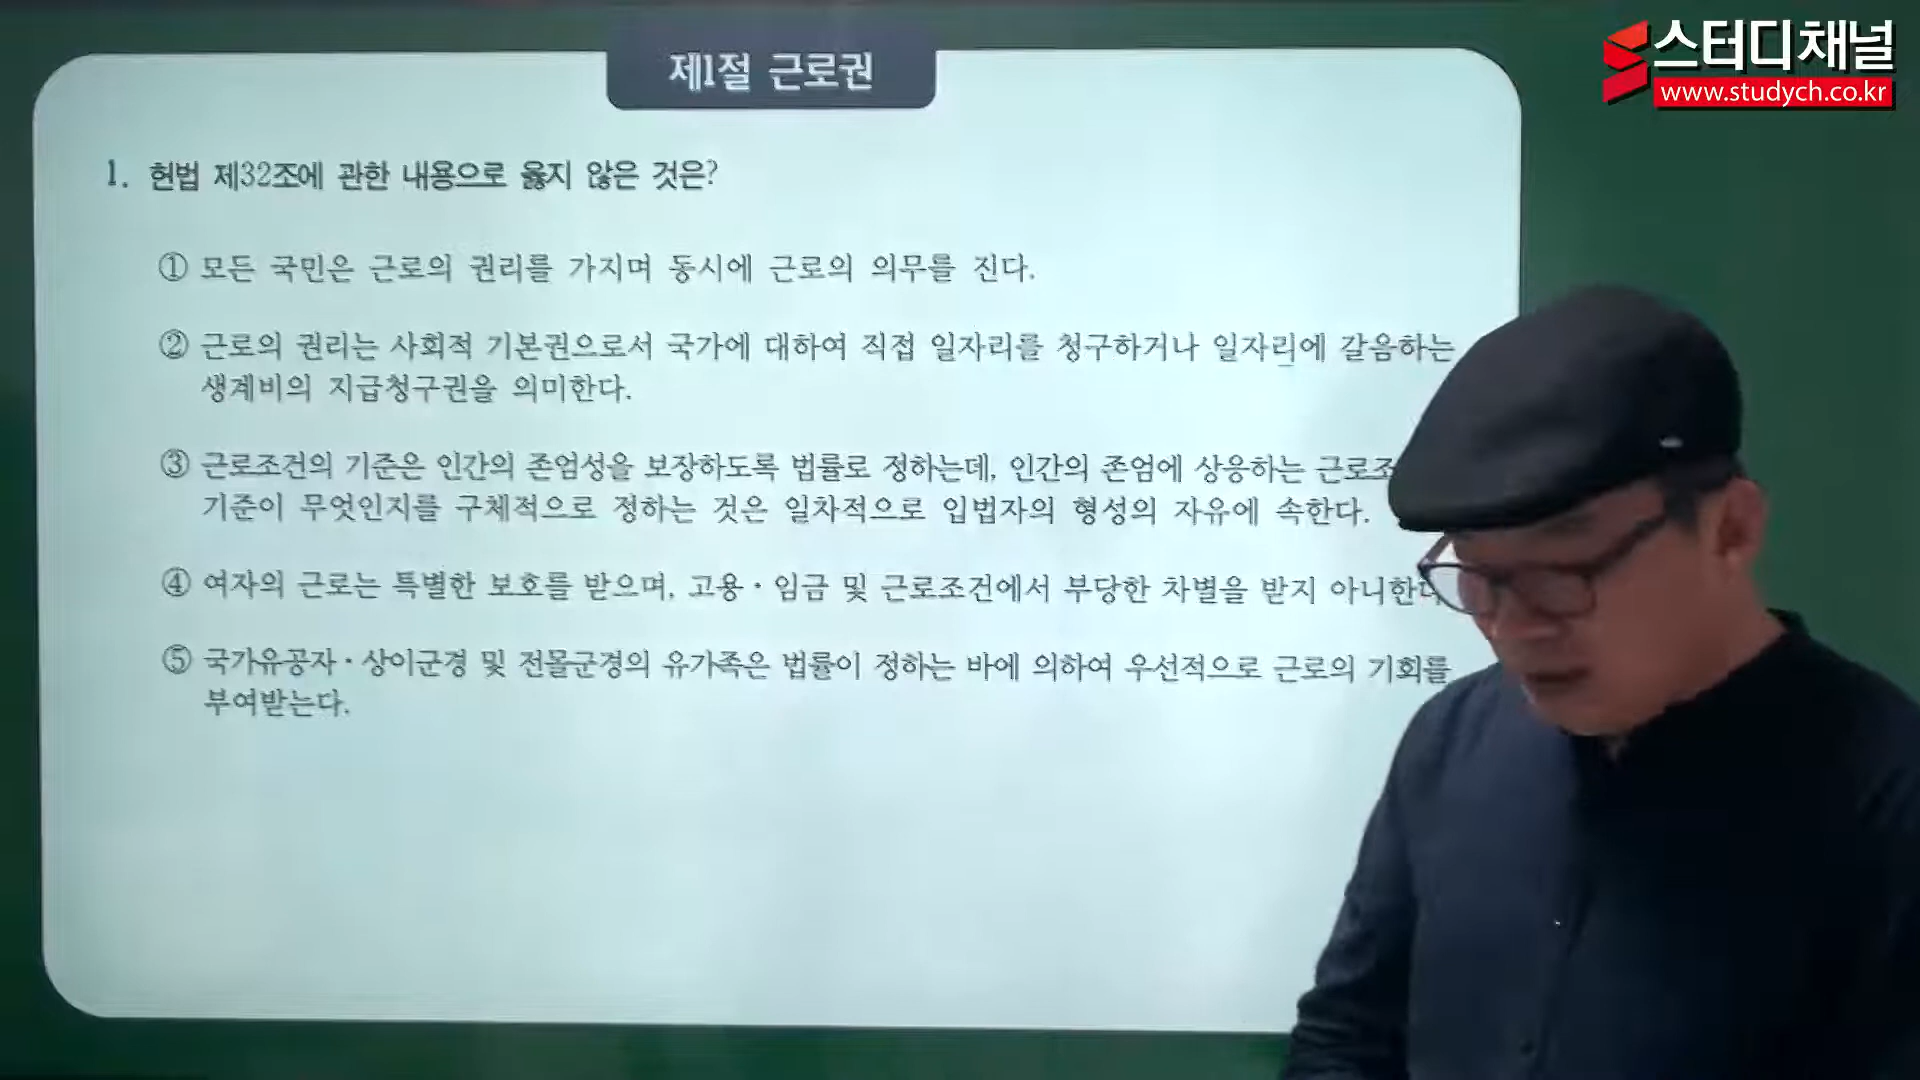 스터디채널
www.studych.co.kr
제1절 근로권
1. 헌법 제32조에 관한 내용으로 옳지 않은 것은?
① 모든 국민은 근로의 권리를 가지며 동시에 근로의 의무를 진다.
② 근로의 권리는 사회적 기본권으로서 국가에 대하여 직접 일자리를 청구하거나 일자리에 갈음하는
생계비의 지급청구권을 의미한다.
③ 근로조건의 기준은 인간의 존엄성을 보장하도록 법률로 정하는데, 인간의 존엄에 상응하는
기준이 무엇인지를 구체적으로 정하는 것은 일차적으로 입법자의 형성의 자유에 속한다.
④ 여자의 근로는 특별한 보호를 받으며, 고용·임금 및 근로조건에서 부당한 차별을 받지 아니한다
⑤ 국가유공자·상이군경 및 전몰군경의 유가족은 법률이 정하는 바에 의하여 우선적으로 근로의 기회를
부여받는다.